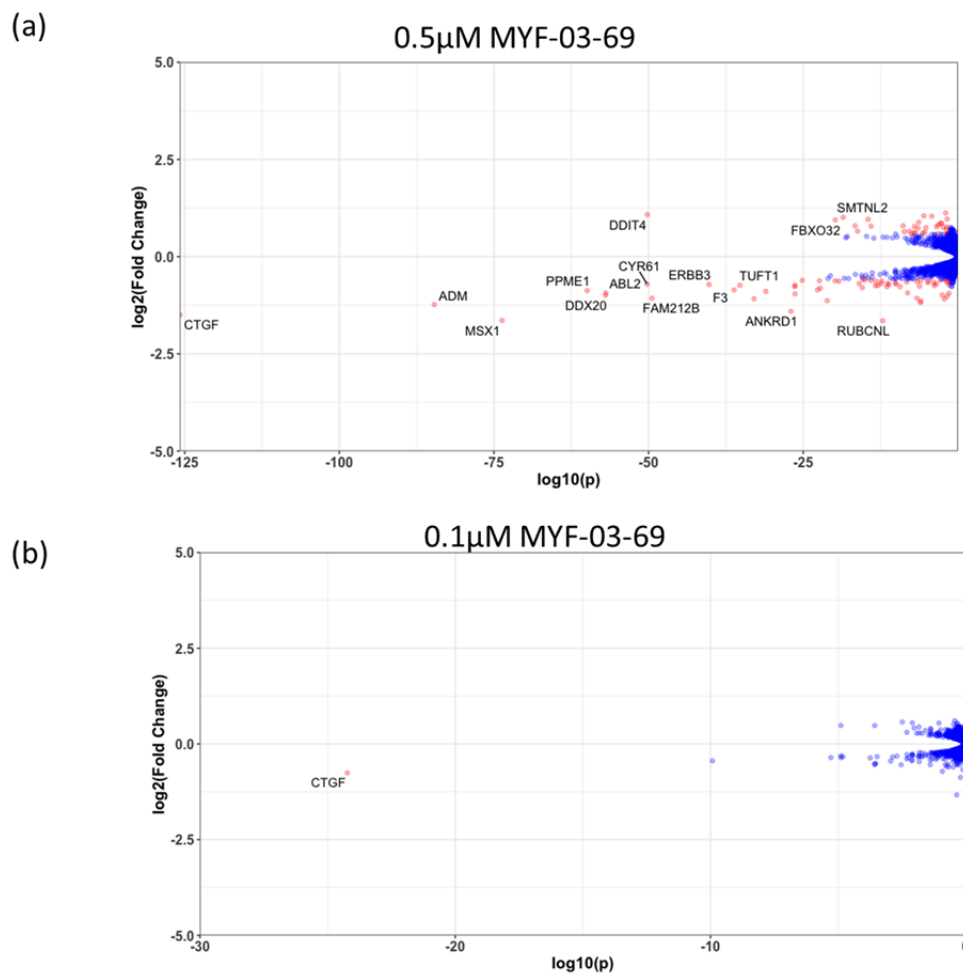 (a)
0.5μM MYF-03-69
5.0
2.5
0.0
-2.5
-5.0
log2(Fold Change)
SMTNL2
DDIT4
FBXO32
CYR61
PPME1
ABL2
ERBB3
TUFT1
ADM
DDX20
FAM212B
F3
CTGF
MSX1
ANKRD1
RUBCNL
-125
-100
-75
-50
-25
log10(p)
(b)
0.1μM MYF-03-69
5.0
2.5
0.0
-2.5
-5.0
log2(Fold Change)
CTGF
-30
-20
-10
log10(p)